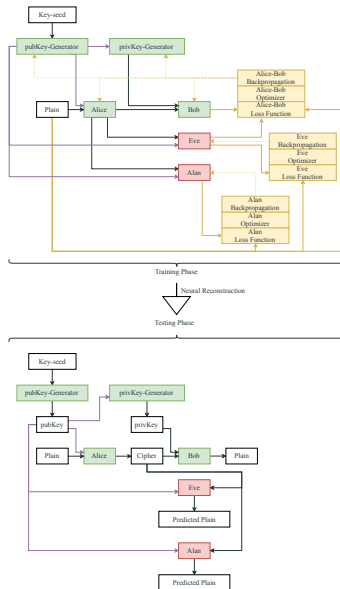 Key-seed
pubKey-Generator
privKey-Generator
Alice-Bob
Backpropagation
Alice-Bob
Optimizer
Alice-Bob
Loss Function
Plain
Alice
Bob
Eve
Eve
Backpropagation
Eve
Optimizer
Eve
Loss Function
Alan
Alan
Backpropagation
Alan
Optimizer
Alan
Loss Function
Training Phase
Neural Reconstruction
Testing Phase
Key-seed
pubKey-Generator
privKey-Generator
pubKey
privKey
Plain
Alice
Cipher
Bob
Plain
Eve
Predicted Plain
Alan
Predicted Plain